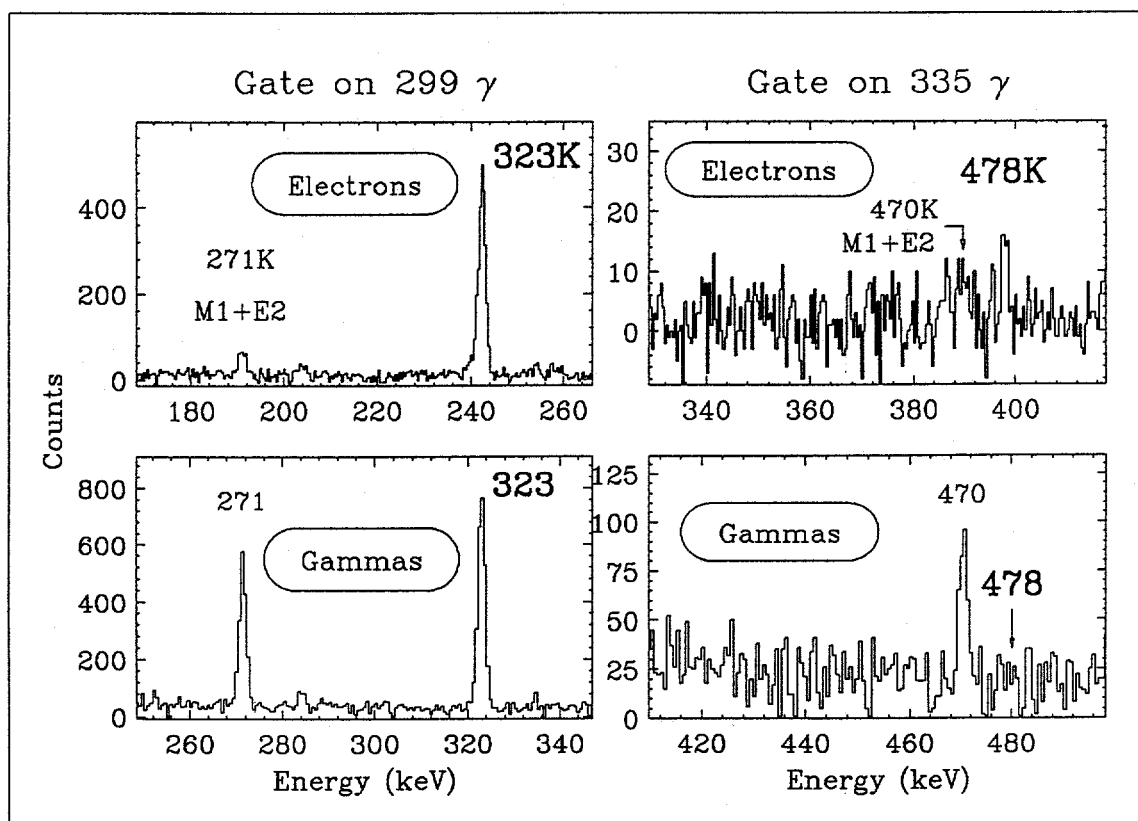 Gate on 299 γ
Gate on 335 γ
Counts
Electrons
323K
271K
M1+E2
400
200
0
180 200 220 240 260
Electrons
478K
470K
M1+E2
30
20
10
0
340 360 380 400
Gammas
271
323
800
600
400
200
0
260 280 300 320 340
Energy (keV)
Gammas
470
478
125
100
75
50
25
0
420 440 460 480
Energy (keV)